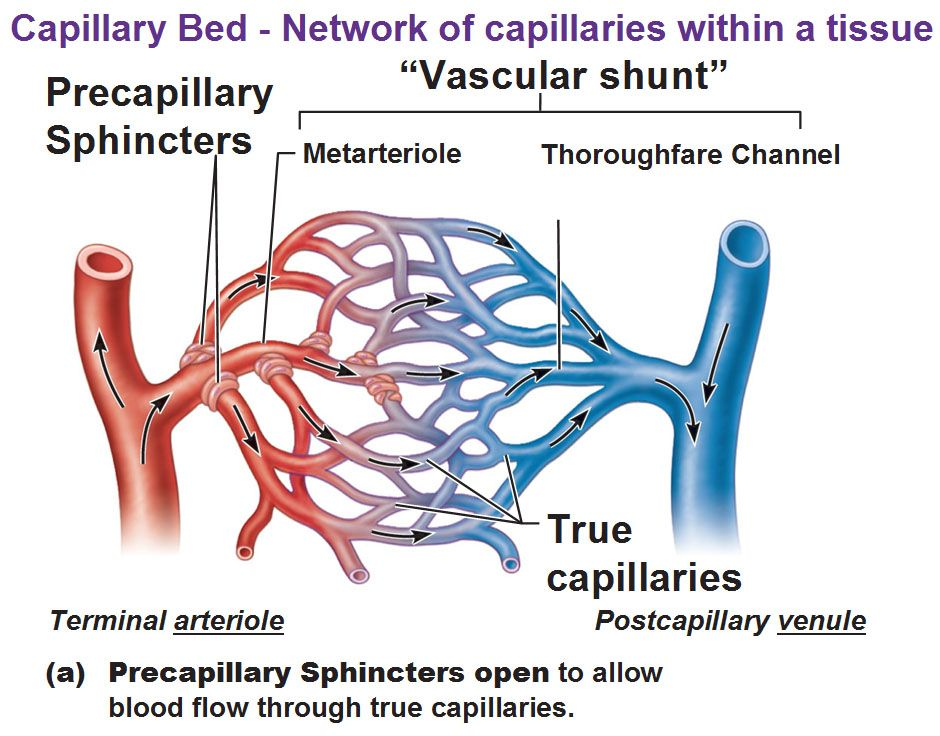 Capillary Bed - Network of capillaries within a tissue
“Vascular shunt”
Precapillary
Sphincters
Metarteriole
Thoroughfare Channel
True
capillaries
Terminal arteriole
Postcapillary venule
(a) Precapillary Sphincters open to allow
blood flow through true capillaries.